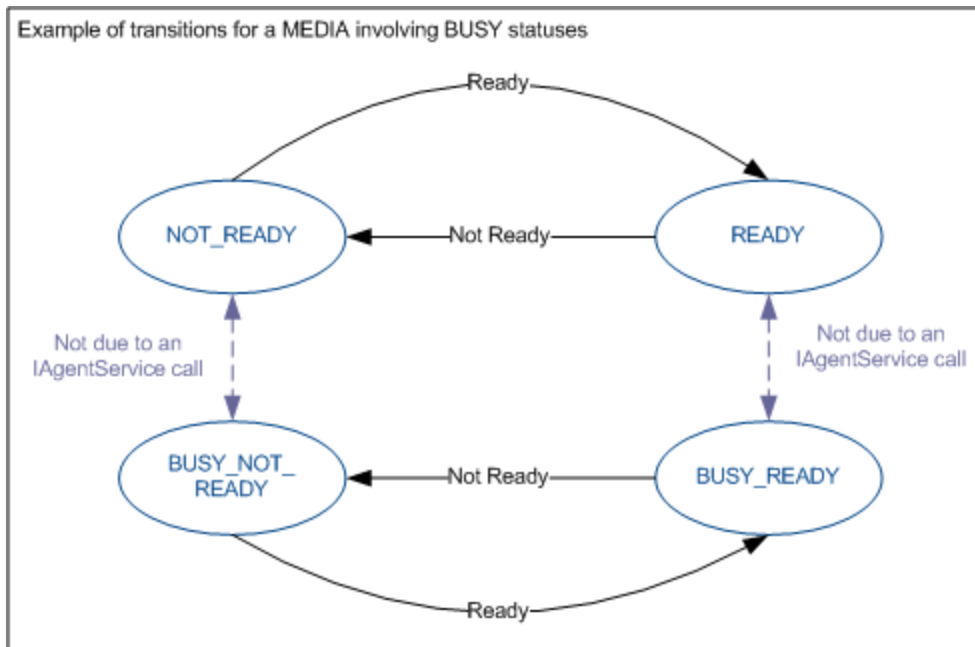 Example of transitions for a MEDIA involving BUSY statuses
Ready
NOT_READY
Not Ready
READY
Not due to an
IAgentService call
Not due to an
IAgentService call
BUSY_NOT_
READY
Not Ready
BUSY_READY
Ready